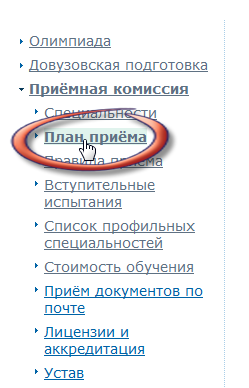 Олимпиада
Довузовская подготовка
Приёмная комиссия
Специальности
План приёма
Правила приёма
Вступительные
испытания
Список профильных
специальностей
Стоимость обучения
Приём документов по
почте
Лицензии и
аккредитация
Устав